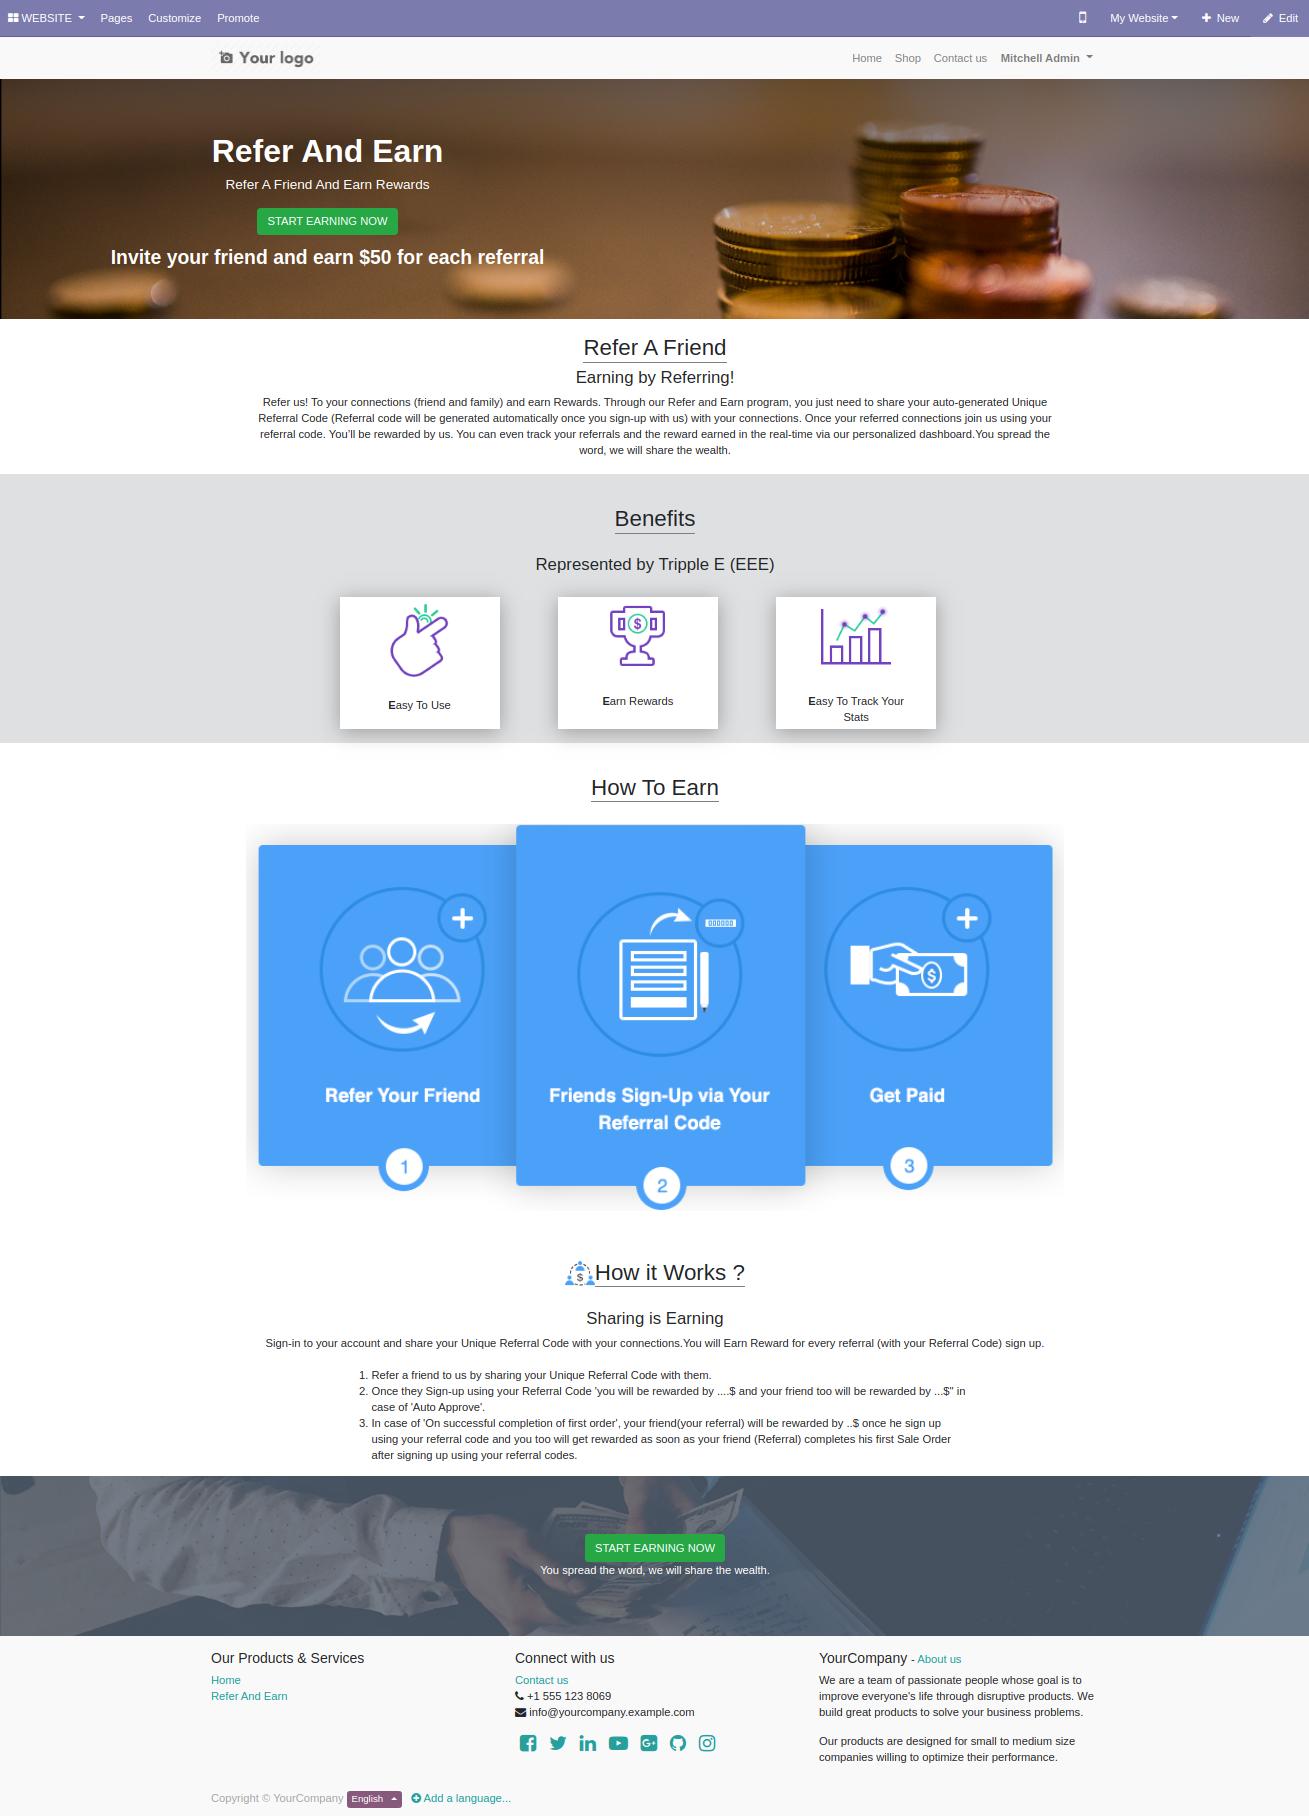 WEBSITE Pages Customize Promote My Website New Edit
Your logo Home Shop Contact us Mitchell Admin
Refer And Earn
Refer A Friend And Earn Rewards
START EARNING NOW
Invite your friend and earn $50 for each referral
Refer A Friend
Earning by Referring!
Refer us! To your connections (friend and family) and earn Rewards. Through our Refer and Earn program, you just need to share your auto-generated Unique
Referral Code (Referral code will be generated automatically once you sign-up with us) with your connections. Once your referred connections join us using your
referral code. You'll be rewarded by us. You can even track your referrals and the reward earned in the real-time via our personalized dashboard.You spread the
word, we will share the wealth.
Benefits
Represented by Tripple E (EEE)
$
Easy To Use
Earn Rewards
Easy To Track Your
Stats
How To Earn
$
Refer Your Friend
Friends Sign-Up via Your
Referral Code
Get Paid
1
2
3
$
How it Works ?
Sharing is Earning
Sign-in to your account and share your Unique Referral Code with your connections.You will Earn Reward for every referral (with your Referral Code) sign up.
1. Refer a friend to us by sharing your Unique Referral Code with them.
2. Once they Sign-up using your Referral Code 'you will be rewarded by ....$ and your friend too will be rewarded by ...$" in
case of 'Auto Approve'.
3. In case of 'On successful completion of first order', your friend(your referral) will be rewarded by ..$ once he sign up
using your referral code and you too will get rewarded as soon as your friend (Referral) completes his first Sale Order
after signing up using your referral codes.
START EARNING NOW
You spread the word, we will share the wealth.
Our Products & Services
Home
Refer And Earn
Connect with us
Contact us
+1 555 123 8069
info@yourcompany.example.com
YourCompany - About us
We are a team of passionate people whose goal is to
improve everyone's life through disruptive products. We
build great products to solve your business problems.
Our products are designed for small to medium size
companies willing to optimize their performance.
Copyright © YourCompany English Add a language...